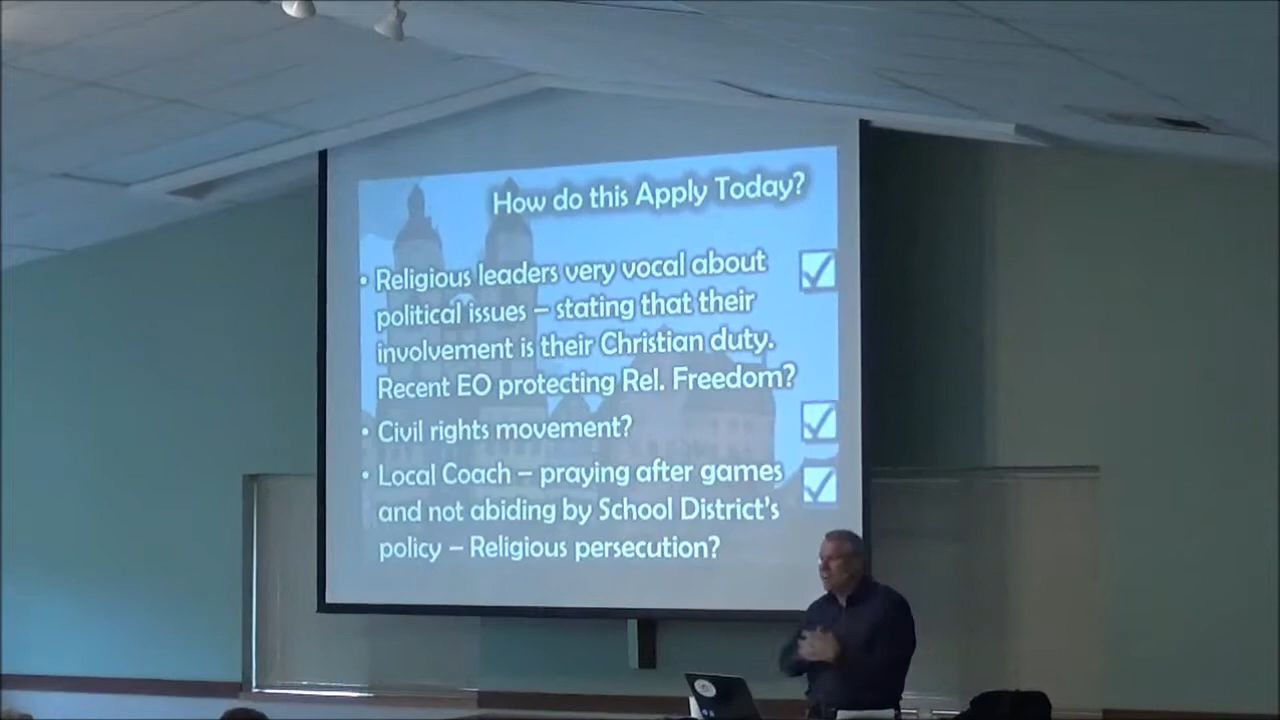 How do this Apply Today?
• Religious leaders very vocal about
political issues – stating that their
involvement is their Christian duty.
Recent EO protecting Rel. Freedom?
• Civil rights movement?
• Local Coach – praying after games
and not abiding by School District's
policy – Religious persecution?